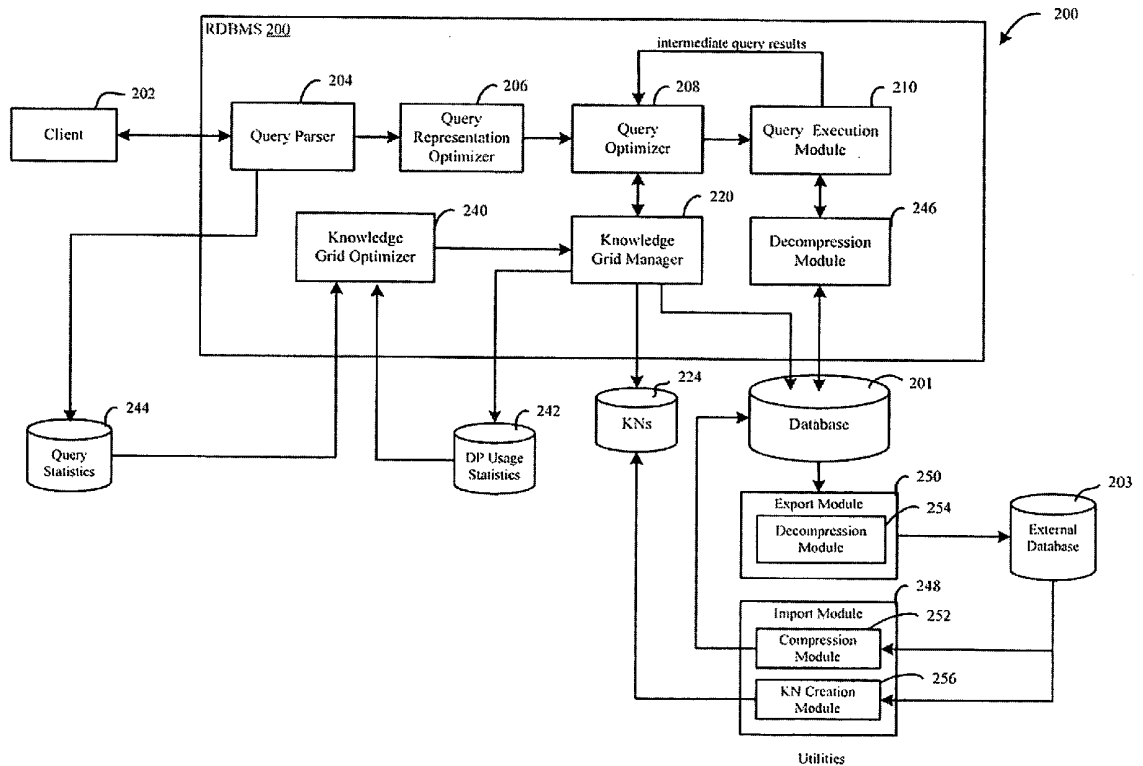 200
RDBMS 200
intermediate query results
202
204
206
208
210
Client
Query Parser
Query
Representation
Optimizer
Query
Optimizer
Query Execution
Module
240
220
246
Knowledge
Grid Optimizer
Knowledge
Grid Manager
Decompression
Module
244
242
224
201
Query
Statistics
DP Usage
Statistics
KNs
Database
250
203
Export Module
254
Decompression
Module
External
Database
248
Import Module
252
Compression
Module
256
KN Creation
Module
Utilities